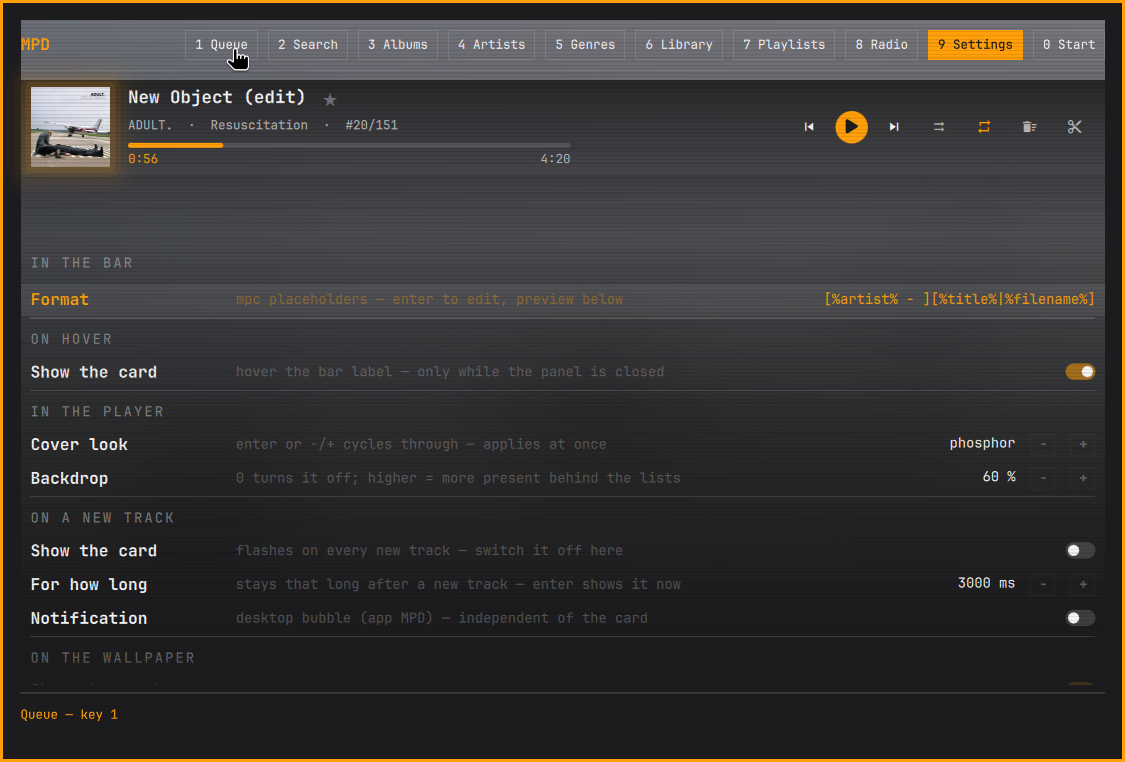 MPD 1 Queue 2 Search 3 Albums 4 Artists 5 Genres 6 Library 7 Playlists 8 Radio 9 Settings 0 Start
ADULT.
New Object (edit) ★
ADULT. · Resuscitation · #20/151
0:56 4:20
IN THE BAR
Format mpc placeholders — enter to edit, preview below [%artist% - ][%title%|%filename%]
ON HOVER
Show the card hover the bar label — only while the panel is closed
IN THE PLAYER
Cover look enter or -/+ cycles through — applies at once phosphor - +
Backdrop 0 turns it off; higher = more present behind the lists 60 % - +
ON A NEW TRACK
Show the card flashes on every new track — switch it off here
For how long stays that long after a new track — enter shows it now 3000 ms - +
Notification desktop bubble (app MPD) — independent of the card
ON THE WALLPAPER
Queue — key 1